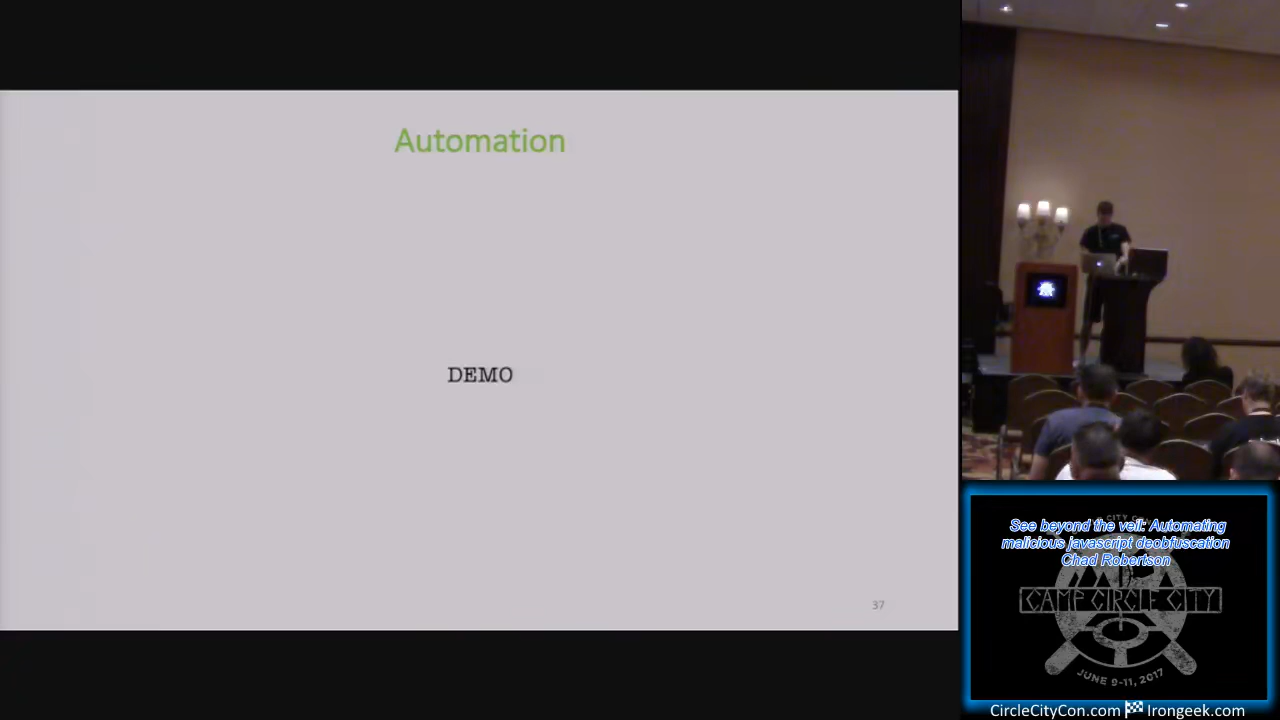 Automation
DEMO
37
See beyond the veil: Automating
malicious javascript deobfuscation
Chad Robertson
CAMP CIRCLE CITY
JUNE 9-11, 2017
CircleCityCon.com Irongeek.com